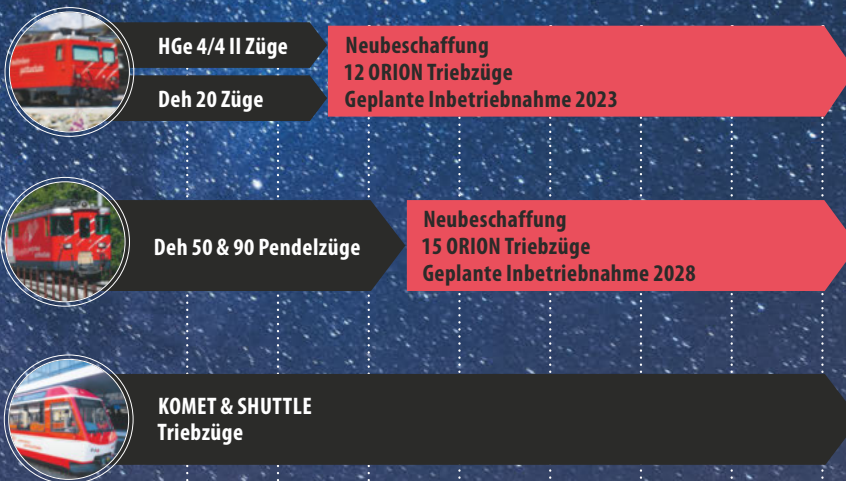 HGe 4/4 II Züge
Deh 20 Züge
Neubeschaffung
12 ORION Triebzüge
Geplante Inbetriebnahme 2023
Deh 50 & 90 Pendelzüge
Neubeschaffung
15 ORION Triebzüge
Geplante Inbetriebnahme 2028
KOMET & SHUTTLE
Triebzüge